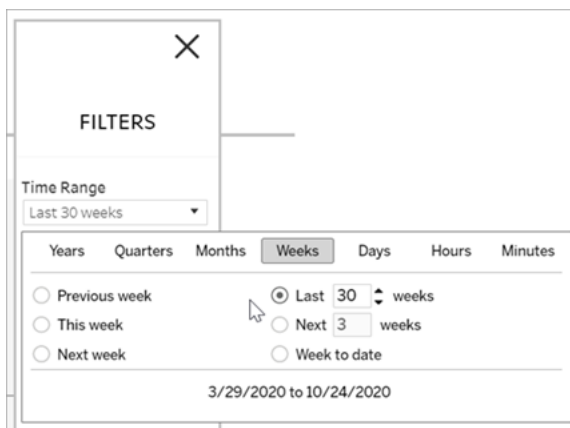 FILTERS
Time Range
Last 30 weeks
Years Quarters Months Weeks Days Hours Minutes
Previous week Last 30 weeks
This week Next 3 weeks
Next week Week to date
3/29/2020 to 10/24/2020